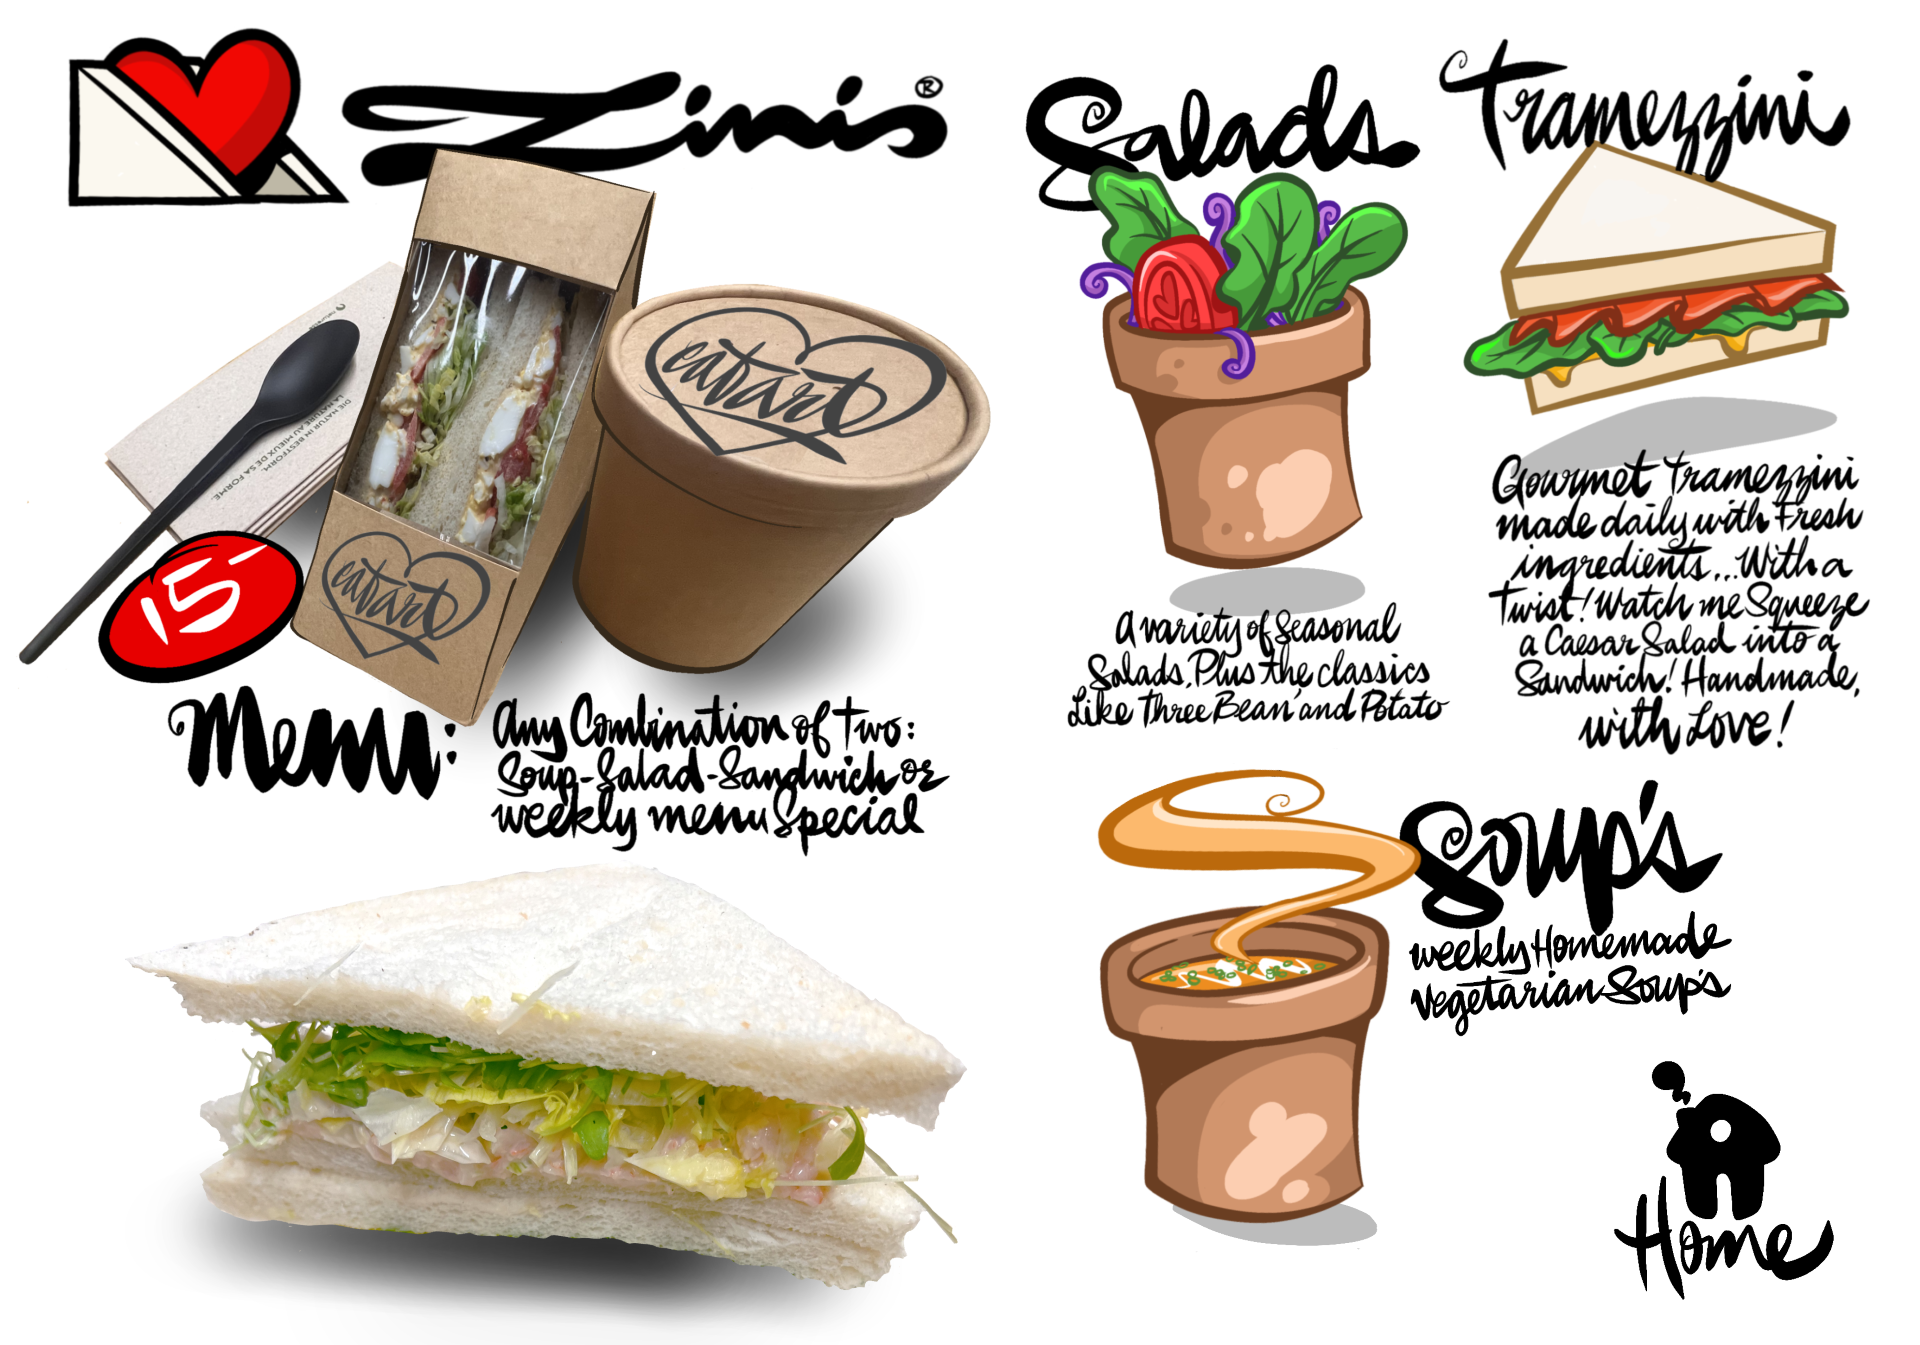 Zinis®
naturesse
DIE NATUR IN BESTFORM.
LA NATURE AU MIEUX DE SA FORME.
eatart
eatart
15-
Menu:
Any Combination of Two:
Soup-Salad-Sandwich or
weekly menu Special
Salads
A variety of Seasonal
Salads. Plus the classics
Like Three Bean and Potato
Tramezzini
Gourmet Tramezzini
made daily with Fresh
ingredients... With a
Twist! Watch me Squeeze
a Caesar Salad into a
Sandwich! Handmade,
with Love!
Soup's
weekly Homemade
Vegetarian Soup's
Home